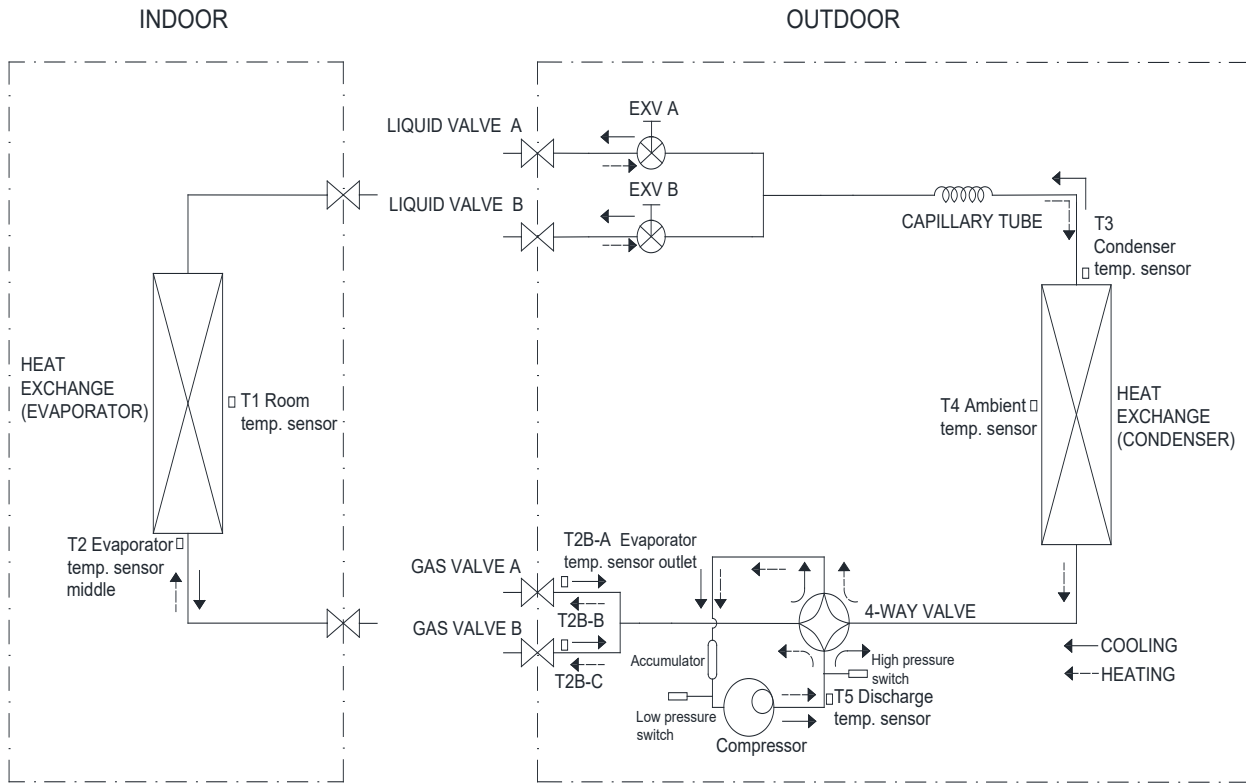 INDOOR
OUTDOOR
EXV A
LIQUID VALVE A
EXV B
LIQUID VALVE B
CAPILLARY TUBE
T3
Condenser
temp. sensor
HEAT
EXCHANGE
(EVAPORATOR)
T1 Room
temp. sensor
T4 Ambient
temp. sensor
HEAT
EXCHANGE
(CONDENSER)
T2 Evaporator
temp. sensor
middle
T2B-A Evaporator
temp. sensor outlet
GAS VALVE A
T2B-B
GAS VALVE B
T2B-C
4-WAY VALVE
COOLING
HEATING
Accumulator
High pressure
switch
Low pressure
switch
T5 Discharge
temp. sensor
Compressor